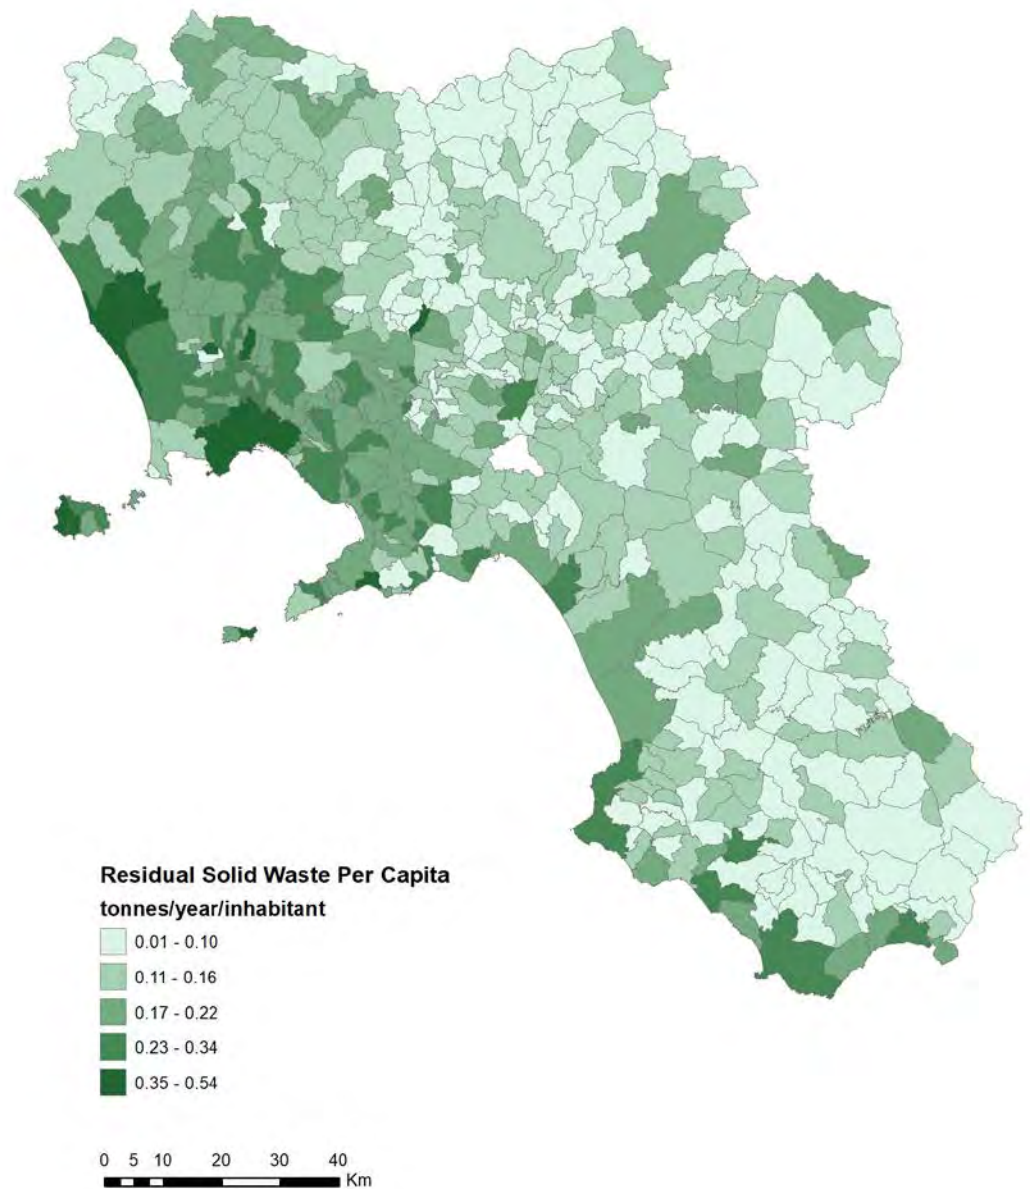 Residual Solid Waste Per Capita
tonnes/year/inhabitant
0.01 - 0.10
0.11 - 0.16
0.17 - 0.22
0.23 - 0.34
0.35 - 0.54
0 5 10 20 30 40
Km